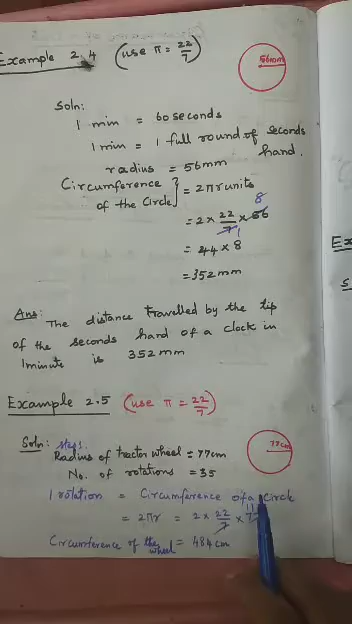 Example 2.4 (use π = 22/7)
56mm
Soln:
1 min = 60 seconds
1 min = 1 full round of seconds hand.
radius = 56mm
Circumference of the Circle } = 2πr units
= 2 × 22/7 × 56 8
1
= 44 × 8
= 352 mm
Ans: The distance travelled by the tip
of the seconds hand of a clock in
1minute is 352 mm
Example 2.5 (use π = 22/7)
77cm
Soln: Step1:
Radius of tractor wheel = 77cm
No. of rotations = 35
1 rotation = Circumference of a circle
= 2πr = 2 × 22/7 × 77 11
Circumference of the wheel = 484 cm
Ex
S